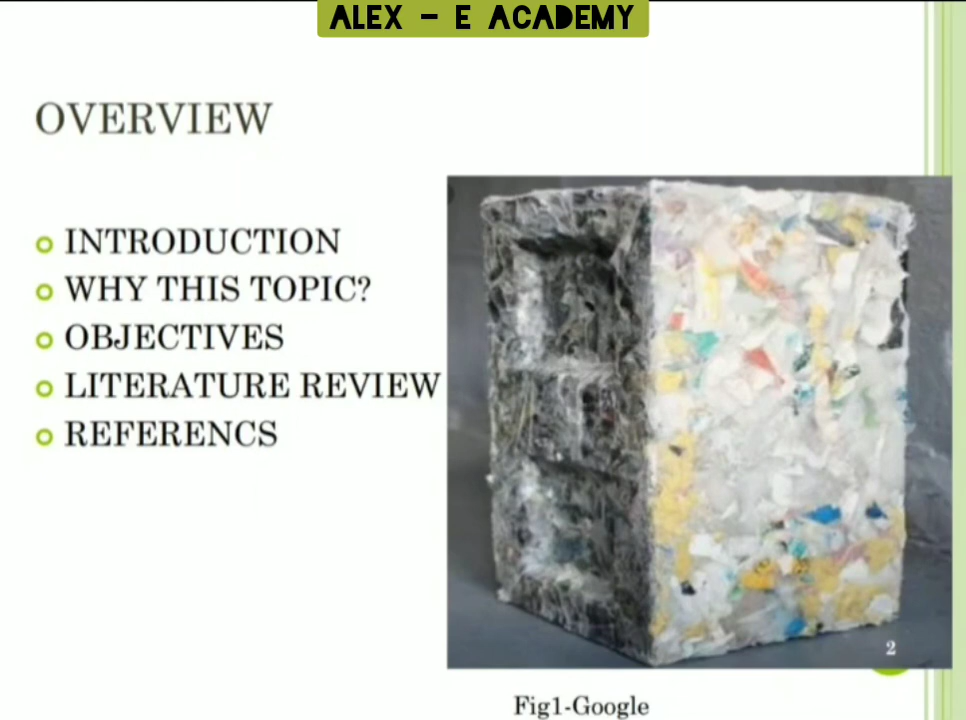 ALEX - E ACADEMY
OVERVIEW
INTRODUCTION
WHY THIS TOPIC?
OBJECTIVES
LITERATURE REVIEW
REFERENCS
2
Fig1-Google